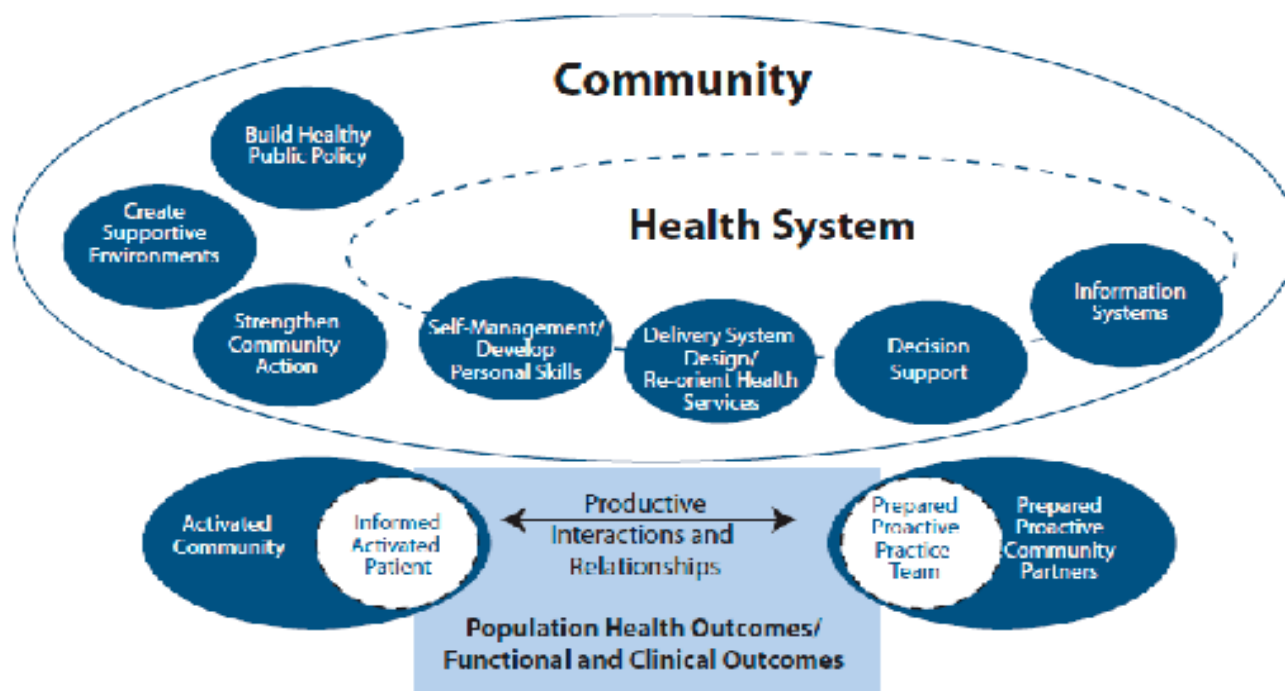 Community
Build Healthy
Public Policy
Create
Supportive
Environments
Strengthen
Community
Action
Health System
Self-Management/
Develop
Personal Skills
Delivery System
Design/
Re-orient Health
Services
Decision
Support
Information
Systems
Activated
Community
Informed
Activated
Patient
Productive
Interactions and
Relationships
Prepared
Proactive
Practice
Team
Prepared
Proactive
Community
Partners
Population Health Outcomes/
Functional and Clinical Outcomes